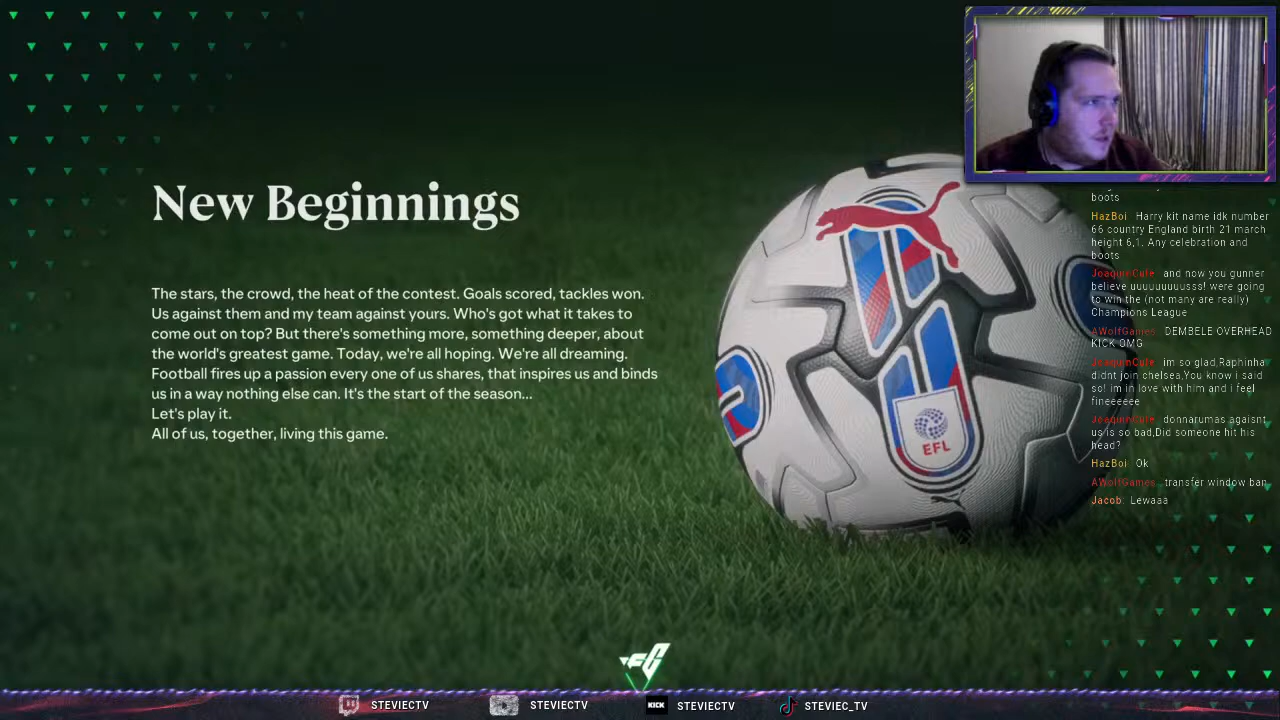 New Beginnings
The stars, the crowd, the heat of the contest. Goals scored, tackles won.
Us against them and my team against yours. Who's got what it takes to
come out on top? But there's something more, something deeper, about
the world's greatest game. Today, we're all hoping. We're all dreaming.
Football fires up a passion every one of us shares, that inspires us and binds
us in a way nothing else can. It's the start of the season...
Let's play it.
All of us, together, living this game.
EFL
boots
HazBoi Harry kit name idk number
66 country England birth 21 march
height 6,1. Any celebration and
boots
JoaquinCule and now you gunner
believe uuuuuuuuusss! were going
to win the (not many are really)
Champions League
AWolfGames DEMBELE OVERHEAD
KICK OMG
JoaquinCule im so glad,Raphinha
didnt join chelsea,You know i said
so! im in love with him and i feel
fineeeeee
JoaquinCule donnarumas agaisnt
us is so bad,Did someone hit his
head?
HazBoi Ok
AWolfGames transfer window ban
Jacob: Lewaaa
FC
STEVIECTV
STEVIECTV
KICK STEVIECTV
STEVIEC_TV